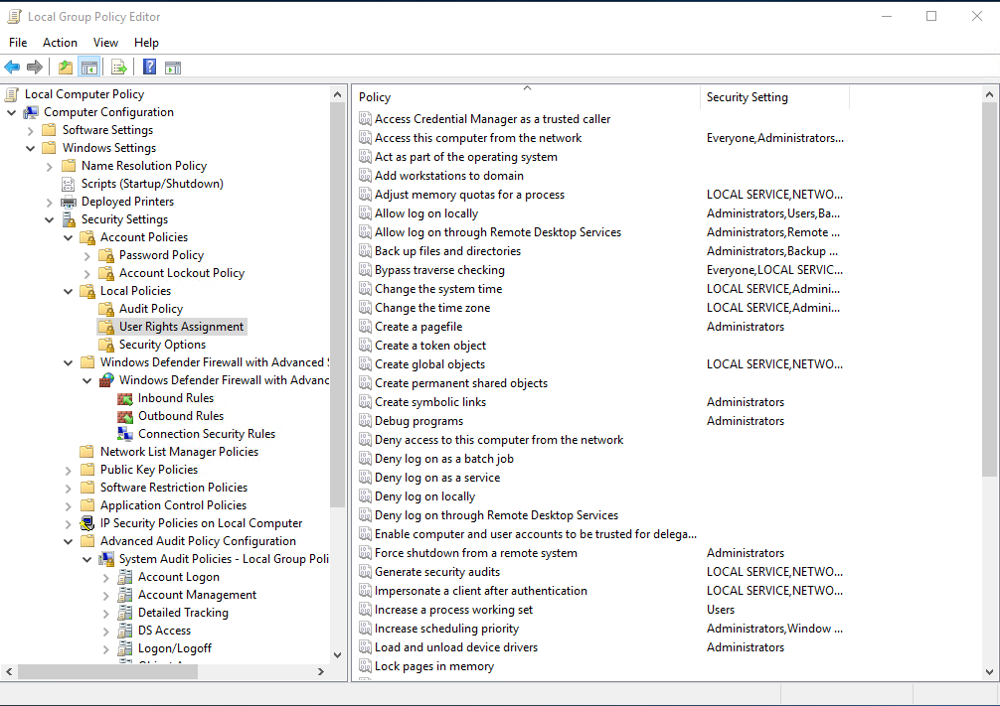 Local Group Policy Editor
File Action View Help
Local Computer Policy
Computer Configuration
Software Settings
Windows Settings
Name Resolution Policy
Scripts (Startup/Shutdown)
Deployed Printers
Security Settings
Account Policies
Password Policy
Account Lockout Policy
Local Policies
Audit Policy
User Rights Assignment
Security Options
Windows Defender Firewall with Advanced
Windows Defender Firewall with Advanc
Inbound Rules
Outbound Rules
Connection Security Rules
Network List Manager Policies
Public Key Policies
Software Restriction Policies
Application Control Policies
IP Security Policies on Local Computer
Advanced Audit Policy Configuration
System Audit Policies - Local Group Poli
Account Logon
Account Management
Detailed Tracking
DS Access
Logon/Logoff
Policy Security Setting
Access Credential Manager as a trusted caller
Access this computer from the network Everyone,Administrators...
Act as part of the operating system
Add workstations to domain
Adjust memory quotas for a process LOCAL SERVICE,NETWO...
Allow log on locally Administrators,Users,Ba...
Allow log on through Remote Desktop Services Administrators,Remote ...
Back up files and directories Administrators,Backup ...
Bypass traverse checking Everyone,LOCAL SERVIC...
Change the system time LOCAL SERVICE,Admini...
Change the time zone LOCAL SERVICE,Admini...
Create a pagefile Administrators
Create a token object
Create global objects LOCAL SERVICE,NETWO...
Create permanent shared objects
Create symbolic links Administrators
Debug programs Administrators
Deny access to this computer from the network
Deny log on as a batch job
Deny log on as a service
Deny log on locally
Deny log on through Remote Desktop Services
Enable computer and user accounts to be trusted for delega...
Force shutdown from a remote system Administrators
Generate security audits LOCAL SERVICE,NETWO...
Impersonate a client after authentication LOCAL SERVICE,NETWO...
Increase a process working set Users
Increase scheduling priority Administrators,Window ...
Load and unload device drivers Administrators
Lock pages in memory